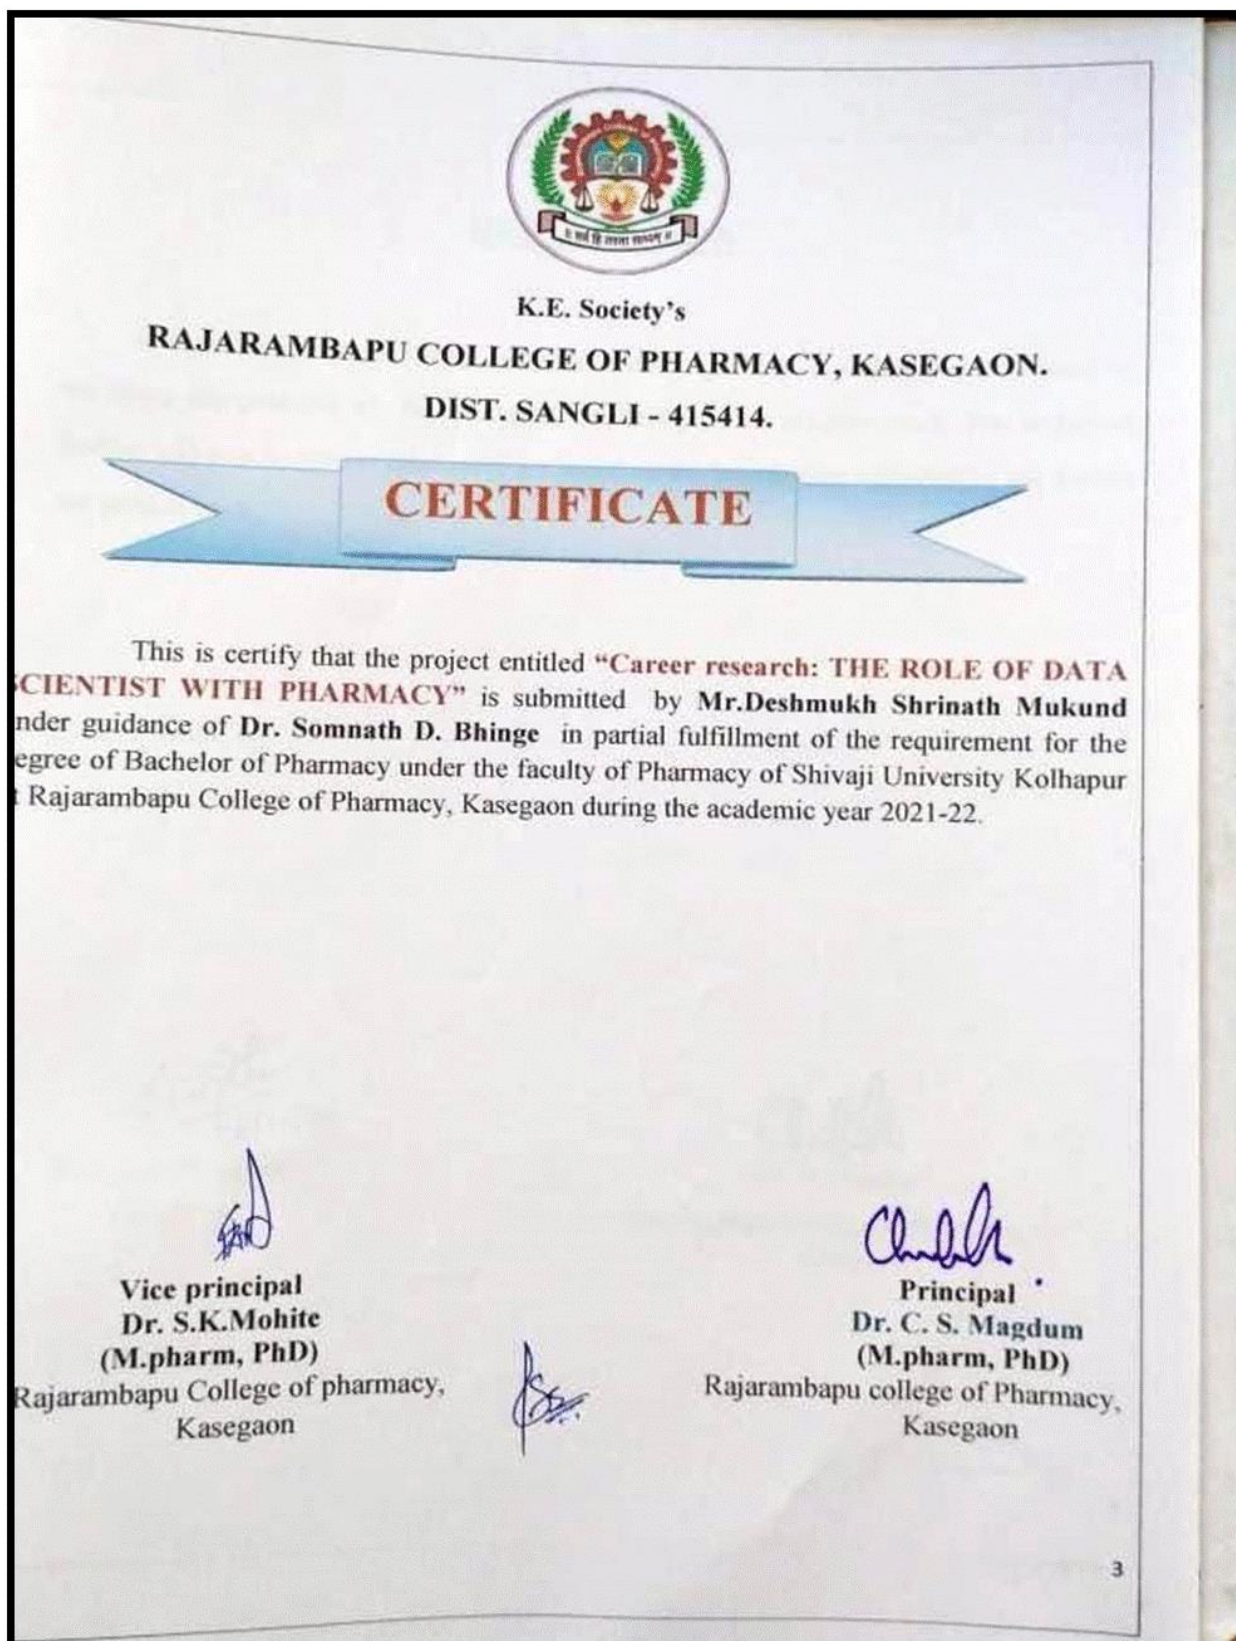 K.E. Society's
RAJARAMBAPU COLLEGE OF PHARMACY, KASEGAON.
DIST. SANGLI - 415414.
CERTIFICATE
This is certify that the project entitled “Career research: THE ROLE OF DATA
CIENTIST WITH PHARMACY” is submitted by Mr.Deshmukh Shrinath Mukund
nder guidance of Dr. Somnath D. Bhinge in partial fulfillment of the requirement for the
egree of Bachelor of Pharmacy under the faculty of Pharmacy of Shivaji University Kolhapur
t Rajarambapu College of Pharmacy, Kasegaon during the academic year 2021-22.
Vice principal
Dr. S.K.Mohite
(M.pharm, PhD)
Rajarambapu College of pharmacy,
Kasegaon
Principal
Dr. C. S. Magdum
(M.pharm, PhD)
Rajarambapu college of Pharmacy,
Kasegaon
3